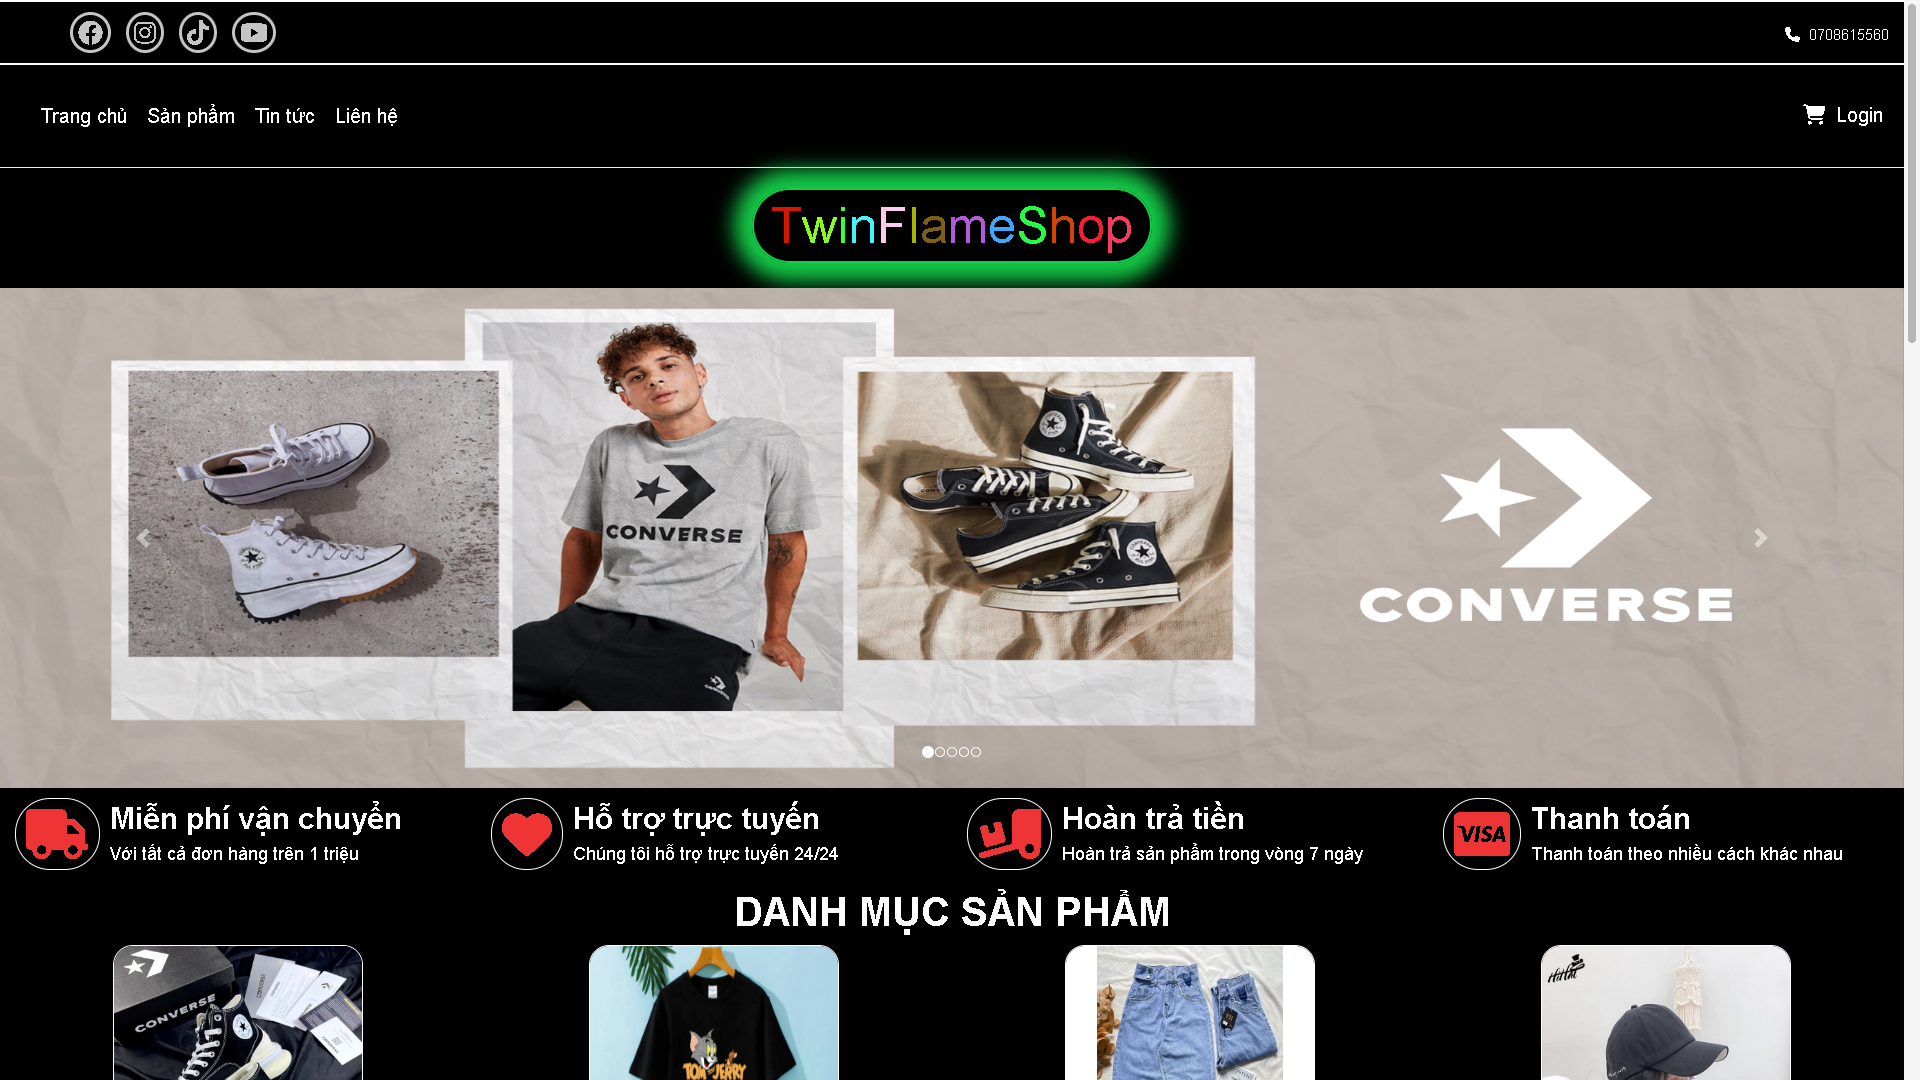 0708615560
Trang chủ Sản phẩm Tin tức Liên hệ
Login
TwinFlameShop
CONVERSE
CONVERSE
Miễn phí vận chuyển
Với tất cả đơn hàng trên 1 triệu
Hỗ trợ trực tuyến
Chúng tôi hỗ trợ trực tuyến 24/24
Hoàn trả tiền
Hoàn trả sản phẩm trong vòng 7 ngày
VISA
Thanh toán
Thanh toán theo nhiều cách khác nhau
DANH MỤC SẢN PHẨM
CONVERSE
TOM JERRY